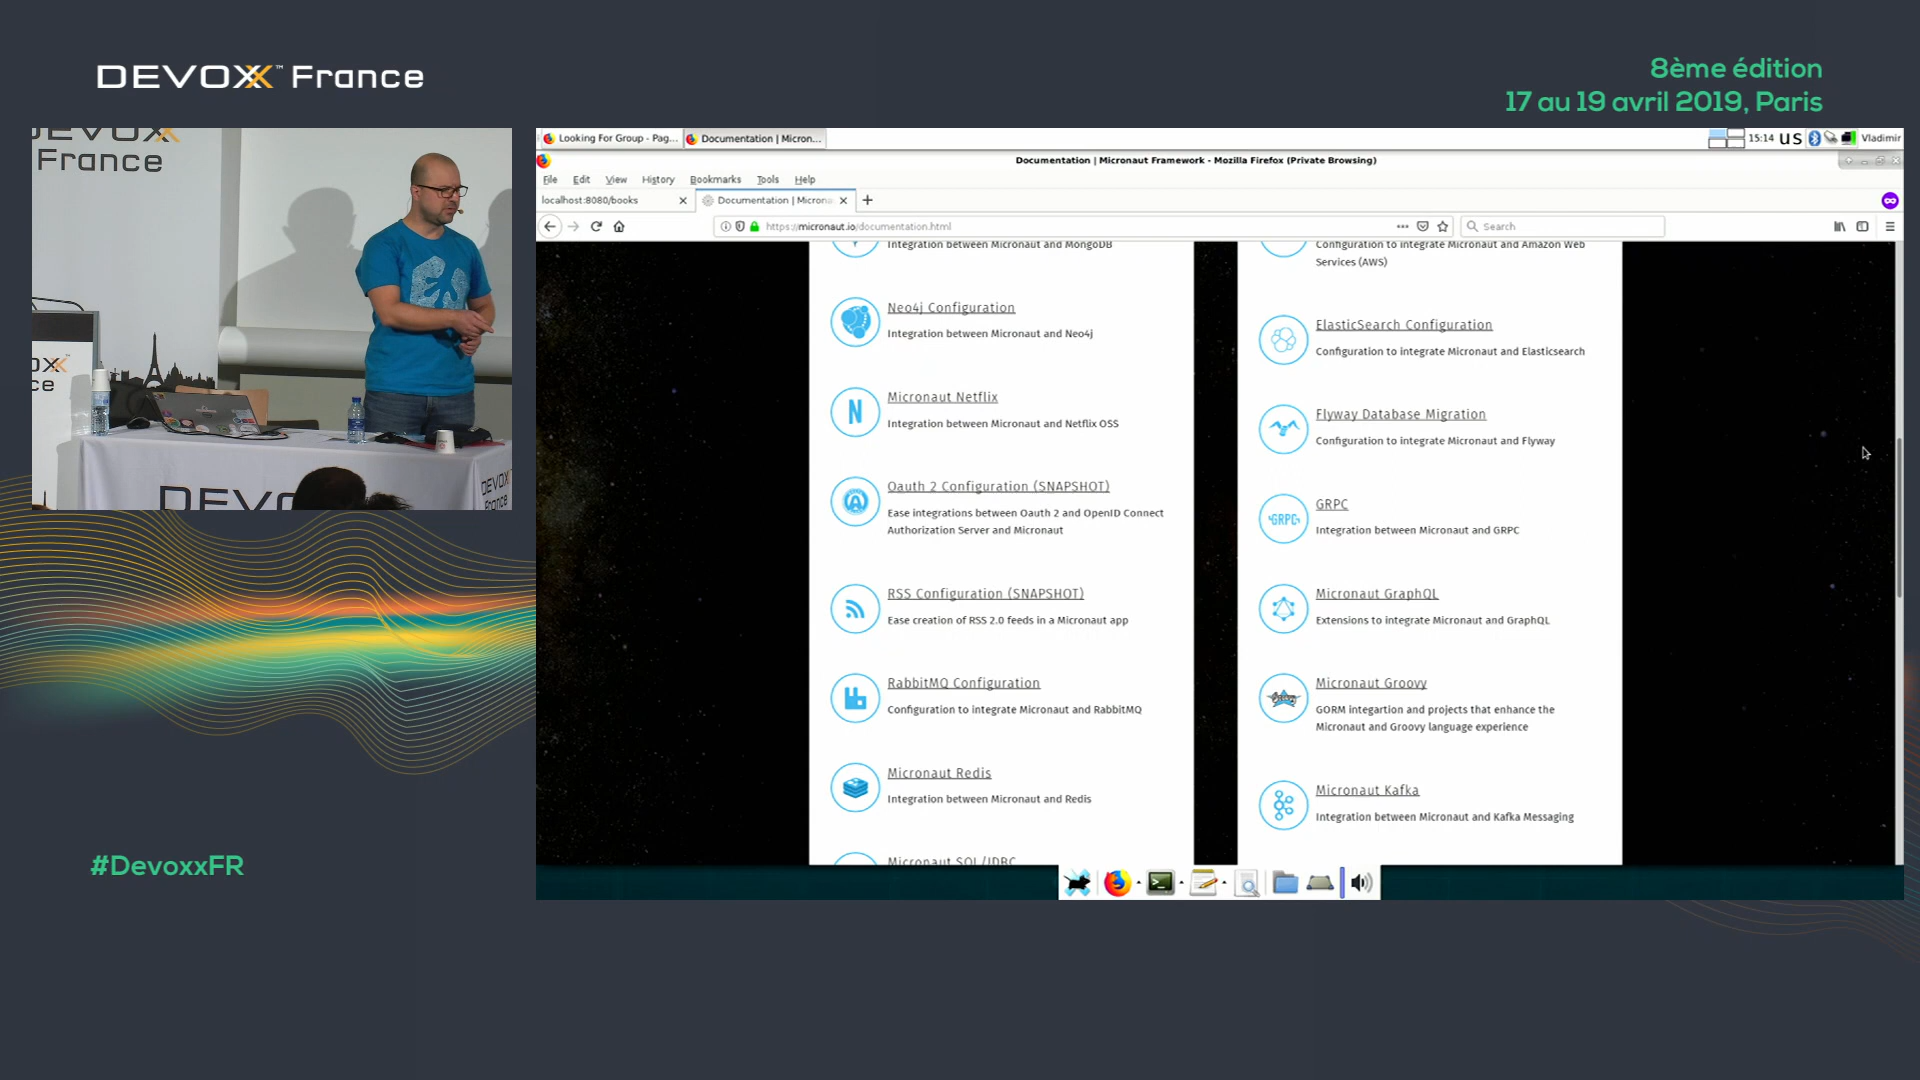 DEVOXX™ France
8ème édition
17 au 19 avril 2019, Paris
DEVOXX
France
DEVO
France
Looking For Group - Pag...
Documentation | Micron...
15:14 us Vladimir
Documentation | Micronaut Framework - Mozilla Firefox (Private Browsing)
File Edit View History Bookmarks Tools Help
localhost:8080/books
Documentation | Microna
https://micronaut.io/documentation.html
Search
Integration between Micronaut and MongoDB
Neo4j Configuration
Integration between Micronaut and Neo4j
N
Micronaut Netflix
Integration between Micronaut and Netflix OSS
Oauth 2 Configuration (SNAPSHOT)
Ease integrations between Oauth 2 and OpenID Connect
Authorization Server and Micronaut
RSS Configuration (SNAPSHOT)
Ease creation of RSS 2.0 feeds in a Micronaut app
RabbitMQ Configuration
Configuration to integrate Micronaut and RabbitMQ
Micronaut Redis
Integration between Micronaut and Redis
Micronaut SQL/JDBC
Configuration to integrate Micronaut and Amazon Web
Services (AWS)
ElasticSearch Configuration
Configuration to integrate Micronaut and Elasticsearch
Flyway Database Migration
Configuration to integrate Micronaut and Flyway
GRPC
GRPC
Integration between Micronaut and GRPC
Micronaut GraphQL
Extensions to integrate Micronaut and GraphQL
Micronaut Groovy
GORM integartion and projects that enhance the
Micronaut and Groovy language experience
Micronaut Kafka
Integration between Micronaut and Kafka Messaging
#DevoxxFR